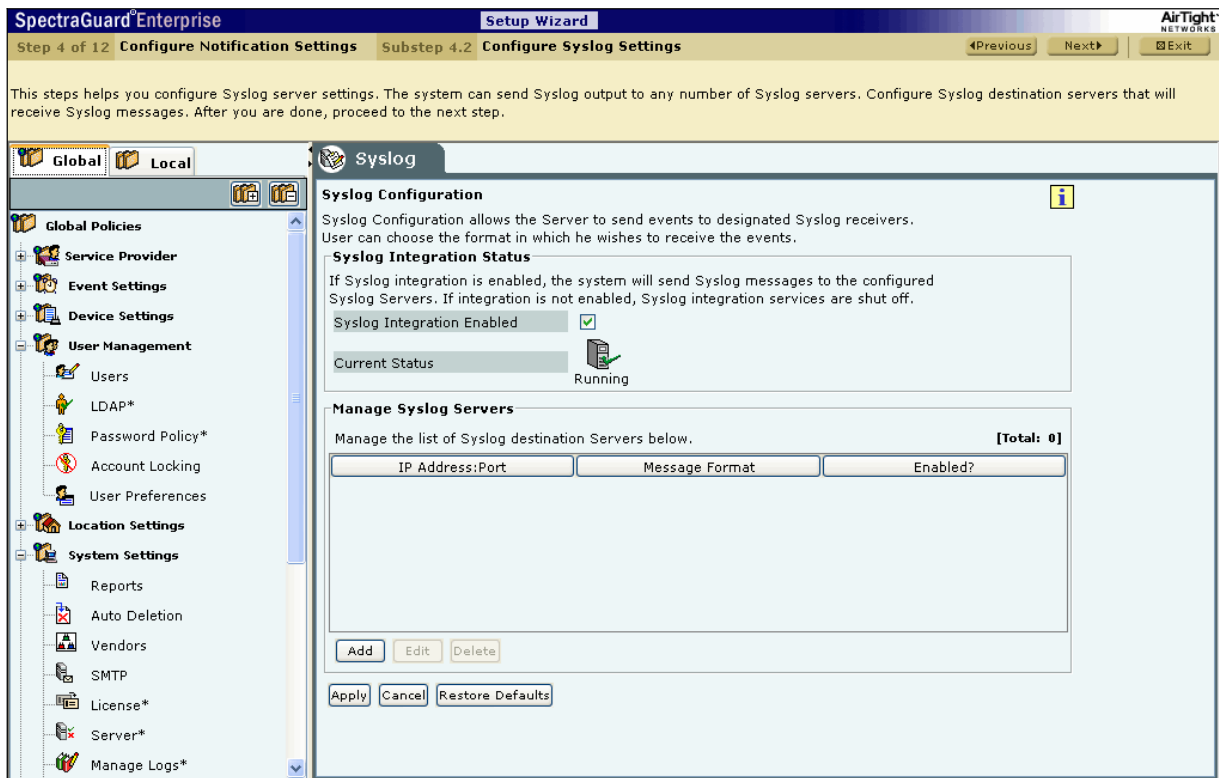 SpectraGuard®Enterprise
Setup Wizard
AirTight
NETWORKS
Step 4 of 12 Configure Notification Settings Substep 4.2 Configure Syslog Settings
Previous
Next
Exit
This steps helps you configure Syslog server settings. The system can send Syslog output to any number of Syslog servers. Configure Syslog destination servers that will
receive Syslog messages. After you are done, proceed to the next step.
Global
Local
Global Policies
Service Provider
Event Settings
Device Settings
User Management
Users
LDAP*
Password Policy*
Account Locking
User Preferences
Location Settings
System Settings
Reports
Auto Deletion
Vendors
SMTP
License*
Server*
Manage Logs*
Syslog
Syslog Configuration
i
Syslog Configuration allows the Server to send events to designated Syslog receivers.
User can choose the format in which he wishes to receive the events.
Syslog Integration Status
If Syslog integration is enabled, the system will send Syslog messages to the configured
Syslog Servers. If integration is not enabled, Syslog integration services are shut off.
Syslog Integration Enabled
Current Status
Running
Manage Syslog Servers
Manage the list of Syslog destination Servers below.
[Total: 0]
IP Address:Port
Message Format
Enabled?
Add
Edit
Delete
Apply
Cancel
Restore Defaults